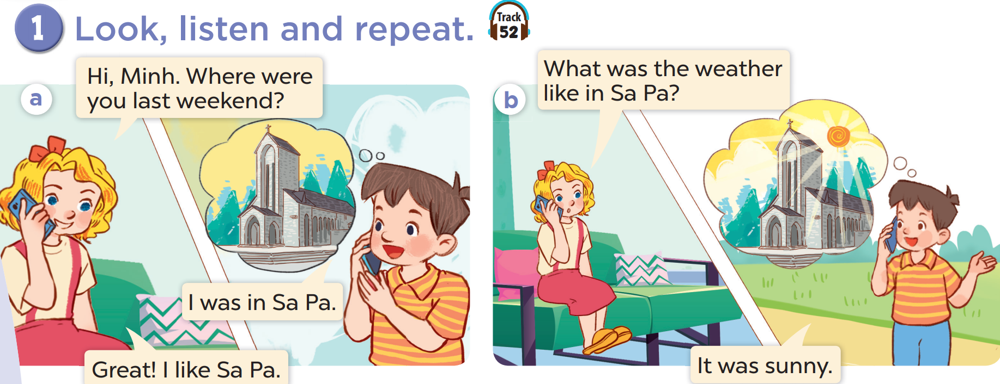 1 Look, listen and repeat.
Track
52
a
Hi, Minh. Where were
you last weekend?
I was in Sa Pa.
Great! I like Sa Pa.
b
What was the weather
like in Sa Pa?
It was sunny.